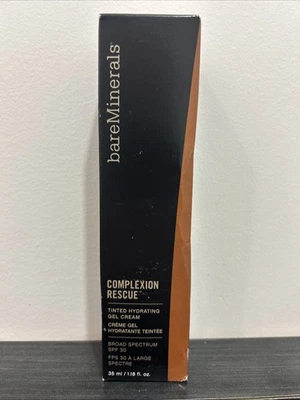 bareMinerals
COMPLEXION
RESCUE
TINTED HYDRATING
GEL CREAM
CRÈME GEL
HYDRATANTE TEINTÉE
BROAD SPECTRUM
SPF 30
FPS 30 À LARGE
SPECTRE
35 ml / 1.18 fl. oz.